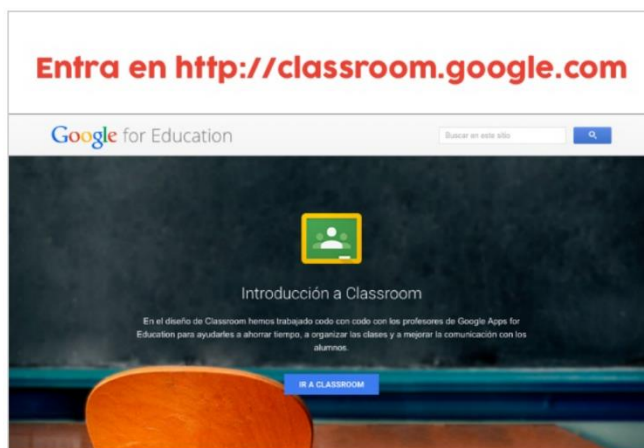 Entra en http://classroom.google.com
Google for Education
Buscar en este sitio
Introducción a Classroom
En el diseño de Classroom hemos trabajado codo con codo con los profesores de Google Apps for
Education para ayudarles a ahorrar tiempo, a organizar las clases y a mejorar la comunicación con los
alumnos.
IR A CLASSROOM